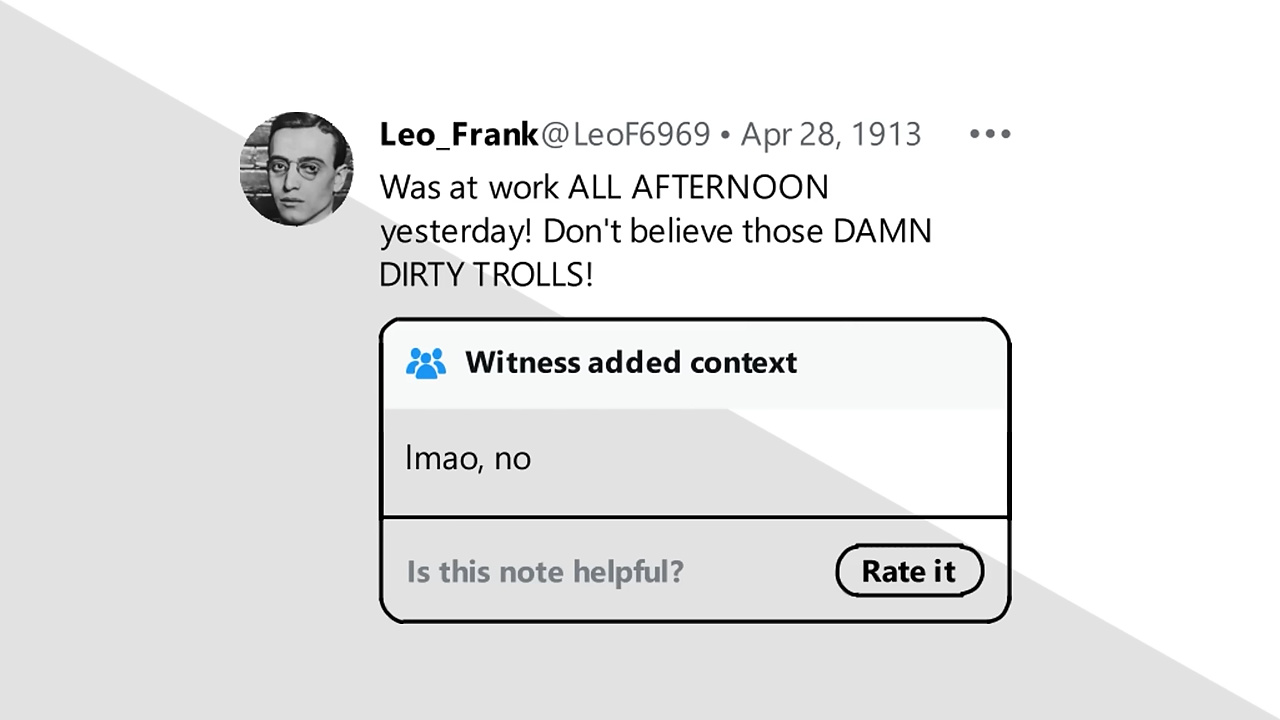 Leo_Frank@LeoF6969 • Apr 28, 1913
Was at work ALL AFTERNOON
yesterday! Don't believe those DAMN
DIRTY TROLLS!
Witness added context
lmao, no
Is this note helpful?
Rate it